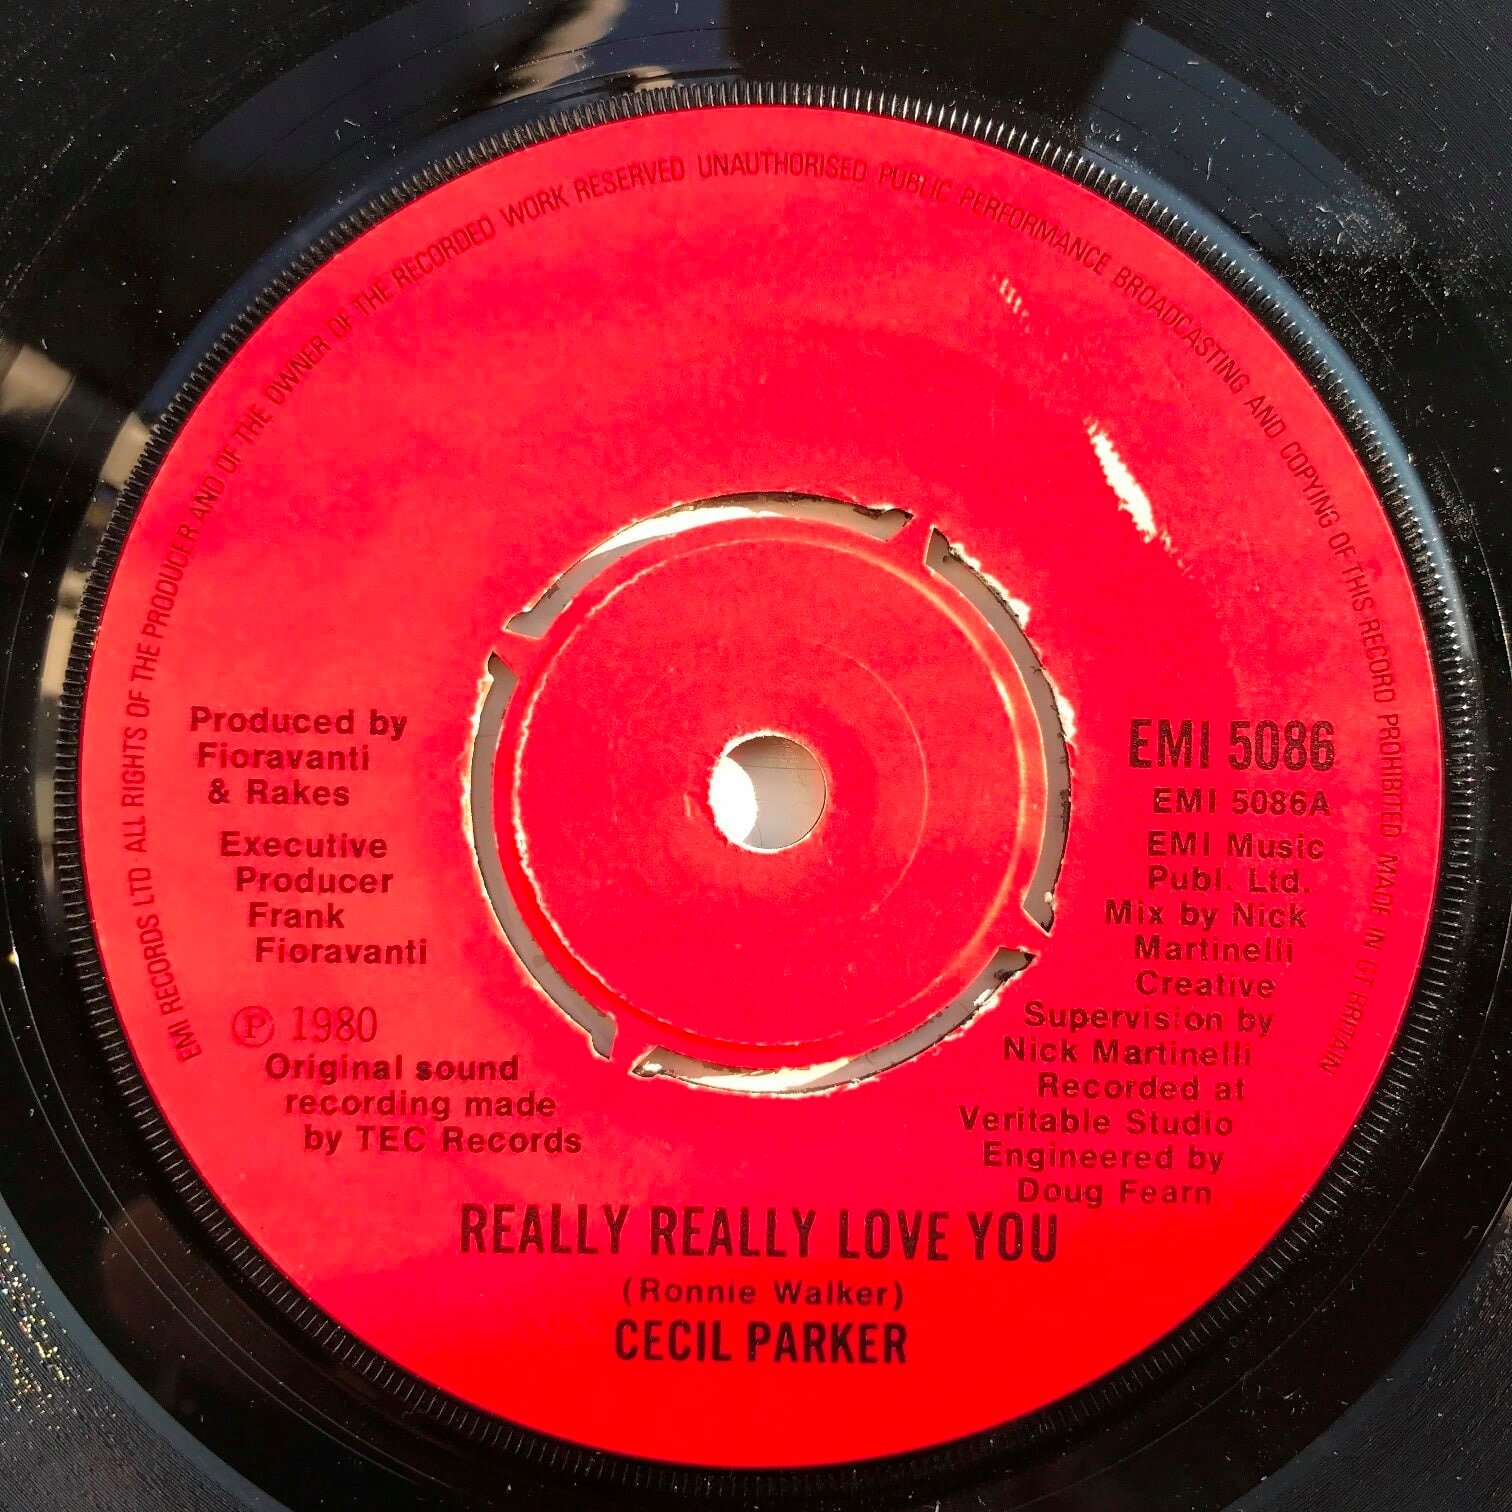 EMI RECORDS LTD · ALL RIGHTS OF THE PRODUCER AND OF THE OWNER OF THE RECORDED WORK RESERVED UNAUTHORISED PUBLIC PERFORMANCE BROADCASTING AND COPYING OF THIS RECORD PROHIBITED MADE IN GT BRITAIN
Produced by
Fioravanti
& Rakes
Executive
Producer
Frank
Fioravanti
℗ 1980
Original sound
recording made
by TEC Records
EMI 5086
EMI 5086A
EMI Music
Publ. Ltd.
Mix by Nick
Martinelli
Creative
Supervision by
Nick Martinelli
Recorded at
Veritable Studio
Engineered by
Doug Fearn
REALLY REALLY LOVE YOU
(Ronnie Walker)
CECIL PARKER